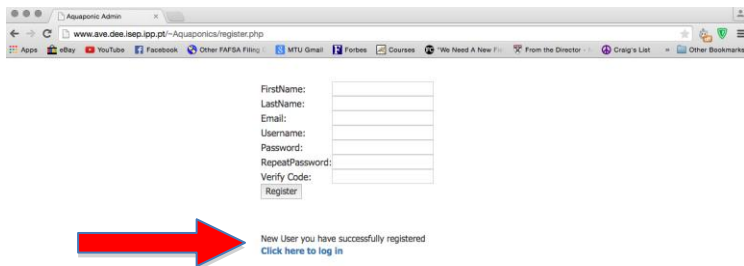 Aquaponic Admin
www.ave.dee.isep.ipp.pt/~Aquaponics/register.php
Apps eBay YouTube Facebook Other FAFSA Filing MTU Gmail Forbes Courses "We Need A New Fi From the Director - Craig's List » Other Bookmarks
FirstName:
LastName:
Email:
Username:
Password:
RepeatPassword:
Verify Code:
Register
New User you have successfully registered
Click here to log in